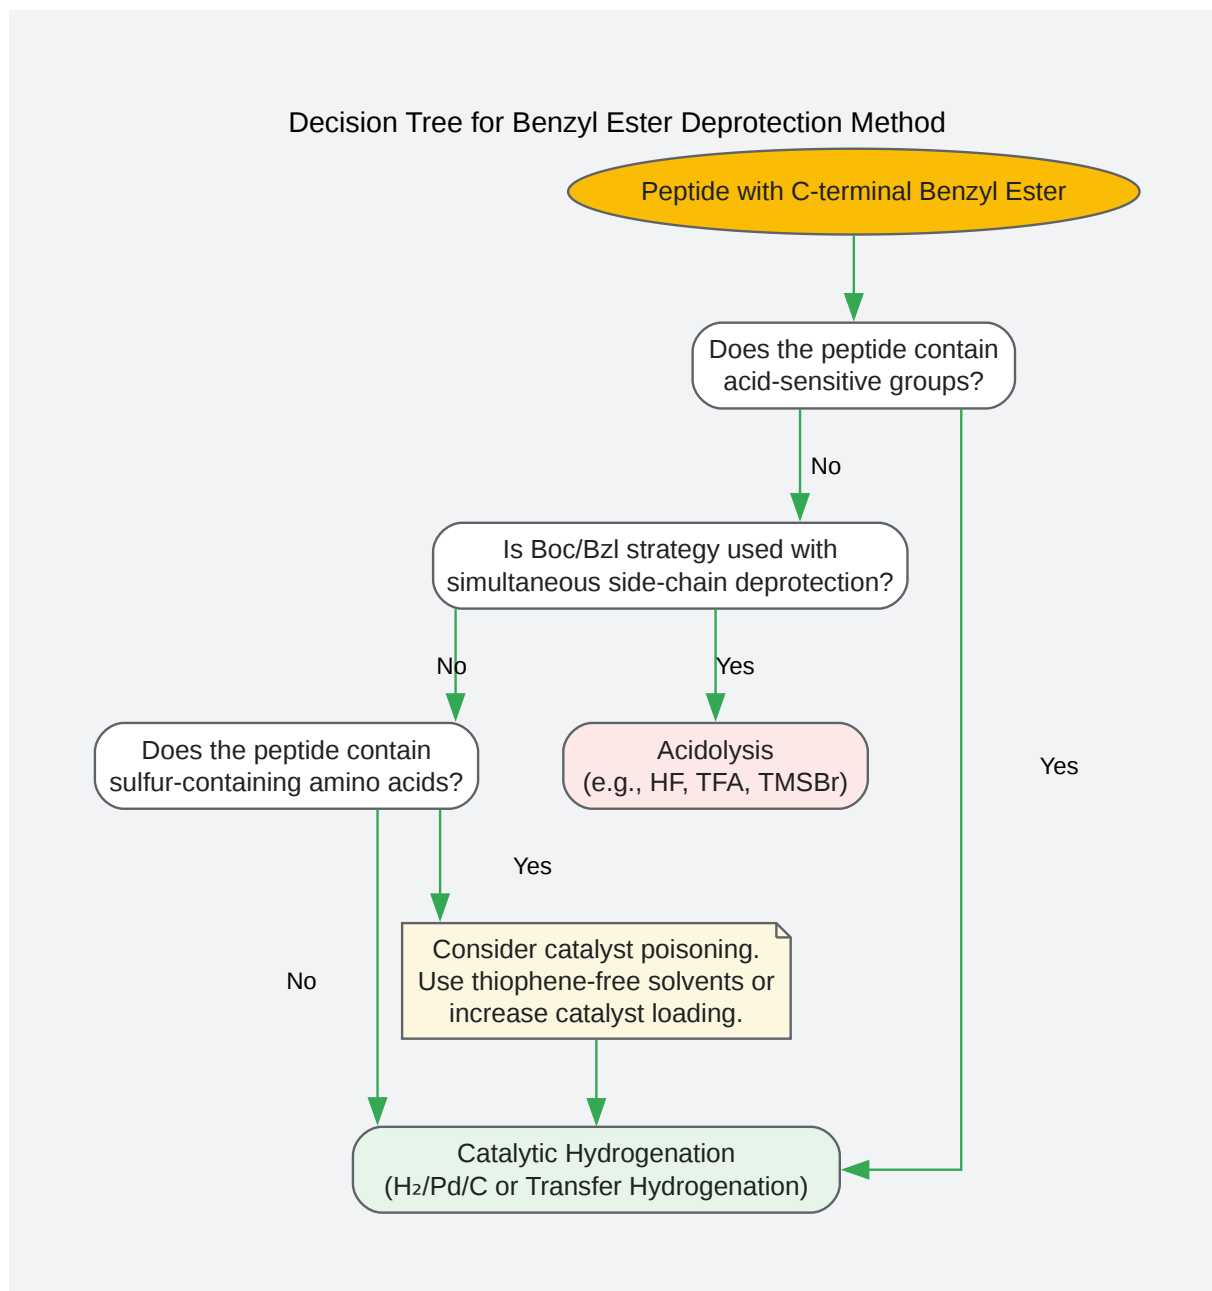 Decision Tree for Benzyl Ester Deprotection Method
Peptide with C-terminal Benzyl Ester
Does the peptide contain
acid-sensitive groups?
No
Is Boc/Bzl strategy used with
simultaneous side-chain deprotection?
No
Yes
Does the peptide contain
sulfur-containing amino acids?
Acidolysis
(e.g., HF, TFA, TMSBr)
Yes
Yes
Consider catalyst poisoning.
Use thiophene-free solvents or
increase catalyst loading.
No
Catalytic Hydrogenation
(H₂/Pd/C or Transfer Hydrogenation)